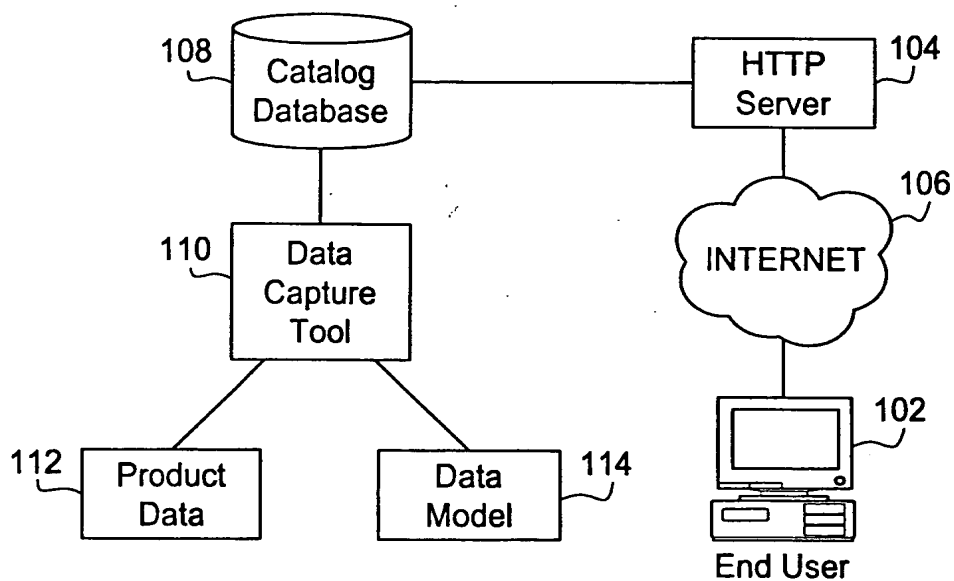 108
Catalog
Database
HTTP
Server
104
106
INTERNET
110
Data
Capture
Tool
102
112
Product
Data
Data
Model
114
End User